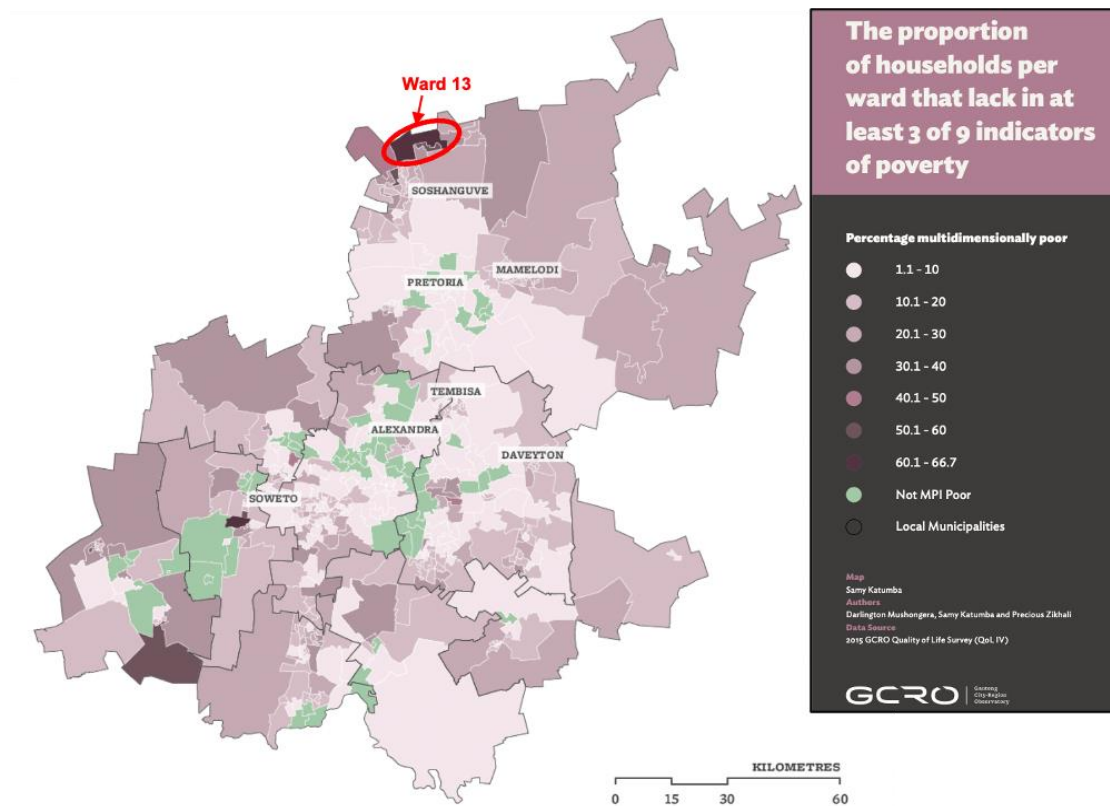 Ward 13
SOSHANGUVE
MAMELODI
PRETORIA
TEMBISA
ALEXANDRA
DAVEYTON
SOWETO
KILOMETRES
0 15 30 60
The proportion
of households per
ward that lack in at
least 3 of 9 indicators
of poverty
Percentage multidimensionally poor
1.1 - 10
10.1 - 20
20.1 - 30
30.1 - 40
40.1 - 50
50.1 - 60
60.1 - 66.7
Not MPI Poor
Local Municipalities
Map
Samy Katumba
Authors
Darlington Mushongera, Samy Katumba and Precious Zikhali
Data Source
2015 GCRO Quality of Life Survey (QoL IV)
GCRO
Gauteng
City-Region
Observatory